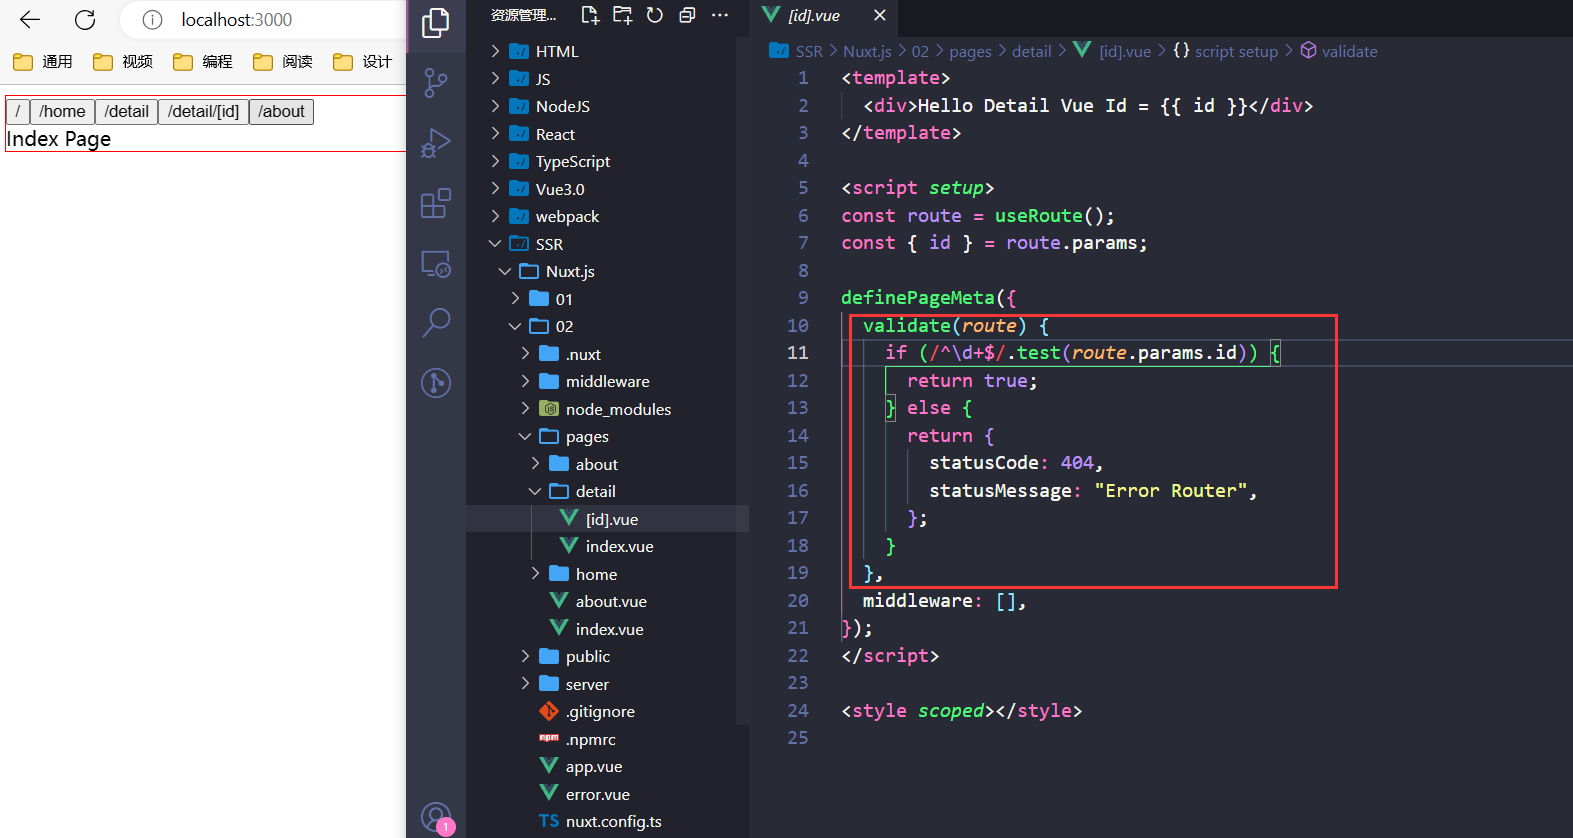 localhost:3000
通用 视频 编程 阅读 设计
/ /home /detail /detail/[id] /about
Index Page
资源管理...
HTML
JS
NodeJS
React
TypeScript
Vue3.0
webpack
SSR
Nuxt.js
01
02
.nuxt
middleware
node_modules
pages
about
detail
[id].vue
index.vue
home
about.vue
index.vue
public
server
.gitignore
npm .npmrc
app.vue
error.vue
TS nuxt.config.ts
1
[id].vue
SSR > Nuxt.js > 02 > pages > detail > [id].vue > {} script setup > validate
1 <template>
2 <div>Hello Detail Vue Id = {{ id }}</div>
3 </template>
4
5 <script setup>
6 const route = useRoute();
7 const { id } = route.params;
8
9 definePageMeta({
10 validate(route) {
11 if (/^\d+$/.test(route.params.id)) {
12 return true;
13 } else {
14 return {
15 statusCode: 404,
16 statusMessage: "Error Router",
17 };
18 }
19 },
20 middleware: [],
21 });
22 </script>
23
24 <style scoped></style>
25